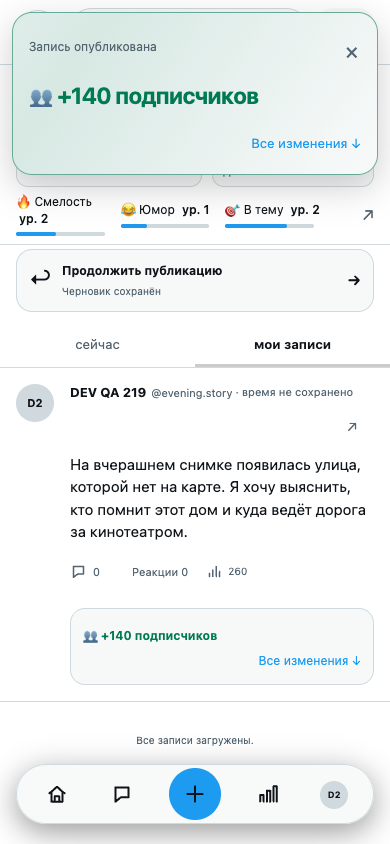 Запись опубликована
👥 +140 подписчиков
Все изменения ↓
🔥 Смелость
ур. 2
😂 Юмор ур. 1
🎯 В тему ур. 2
Продолжить публикацию
Черновик сохранён
сейчас
мои записи
D2
DEV QA 219 @evening.story · время не сохранено
На вчерашнем снимке появилась улица,
которой нет на карте. Я хочу выяснить,
кто помнит этот дом и куда ведёт дорога
за кинотеатром.
0
Реакции 0
260
👥 +140 подписчиков
Все изменения ↓
Все записи загружены.
D2